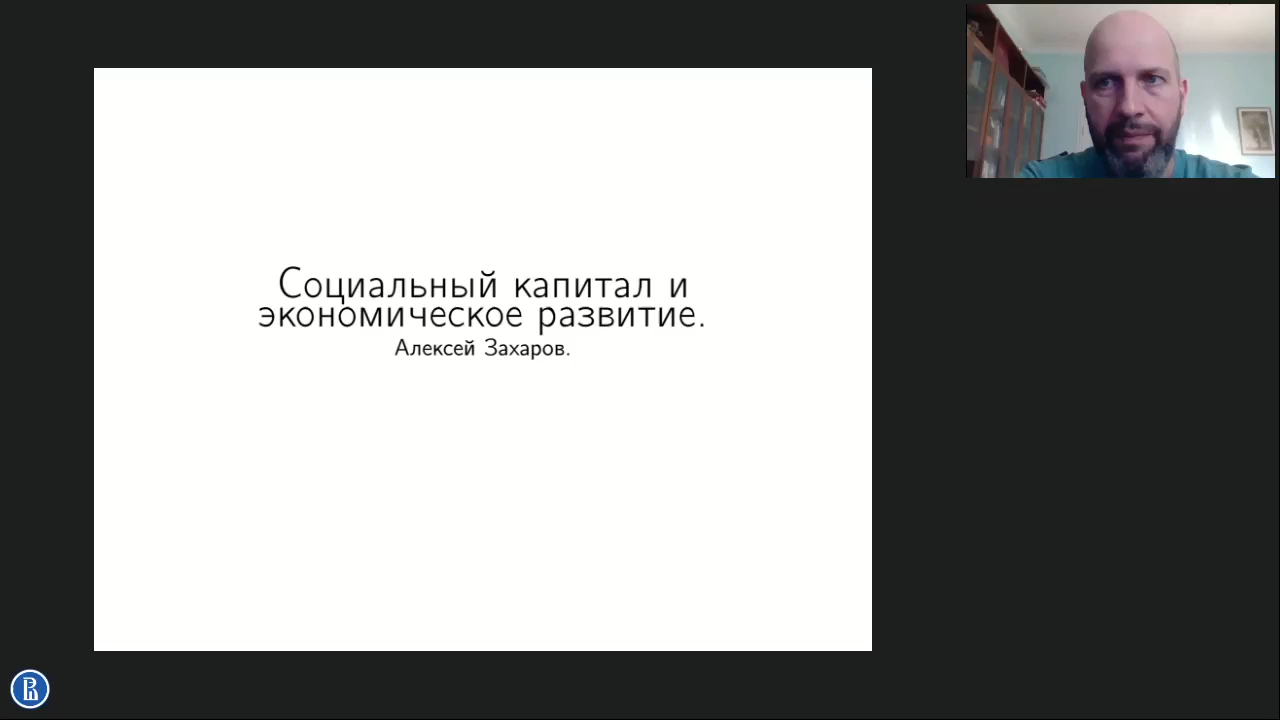 Социальный капитал и
экономическое развитие.
Алексей Захаров.